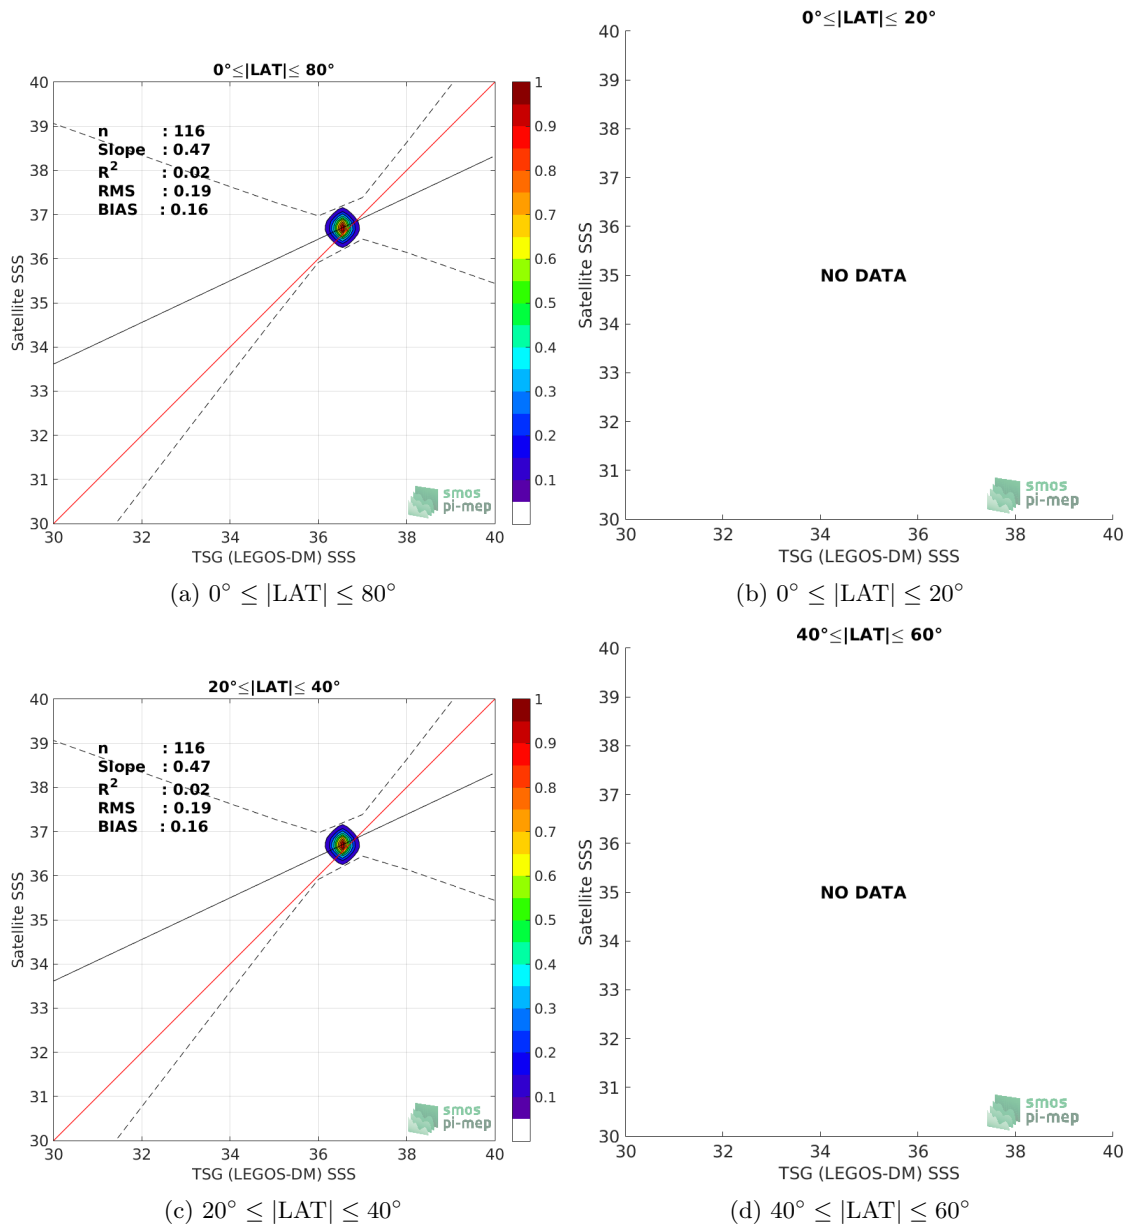 0°≤|LAT|≤ 80°
40
39
38
37
36
35
34
33
32
31
30
30
32
34
36
38
40
Satellite SSS
TSG (LEGOS-DM) SSS
n : 116
Slope : 0.47
R² : 0.02
RMS : 0.19
BIAS : 0.16
1
0.9
0.8
0.7
0.6
0.5
0.4
0.3
0.2
0.1
smos
pi-mep
(a) 0° ≤ |LAT| ≤ 80°
0°≤|LAT|≤ 20°
40
39
38
37
36
35
34
33
32
31
30
30
32
34
36
38
40
Satellite SSS
TSG (LEGOS-DM) SSS
NO DATA
smos
pi-mep
(b) 0° ≤ |LAT| ≤ 20°
20°≤|LAT|≤ 40°
40
39
38
37
36
35
34
33
32
31
30
30
32
34
36
38
40
Satellite SSS
TSG (LEGOS-DM) SSS
n : 116
Slope : 0.47
R² : 0.02
RMS : 0.19
BIAS : 0.16
1
0.9
0.8
0.7
0.6
0.5
0.4
0.3
0.2
0.1
smos
pi-mep
(c) 20° ≤ |LAT| ≤ 40°
40°≤|LAT|≤ 60°
40
39
38
37
36
35
34
33
32
31
30
30
32
34
36
38
40
Satellite SSS
TSG (LEGOS-DM) SSS
NO DATA
smos
pi-mep
(d) 40° ≤ |LAT| ≤ 60°